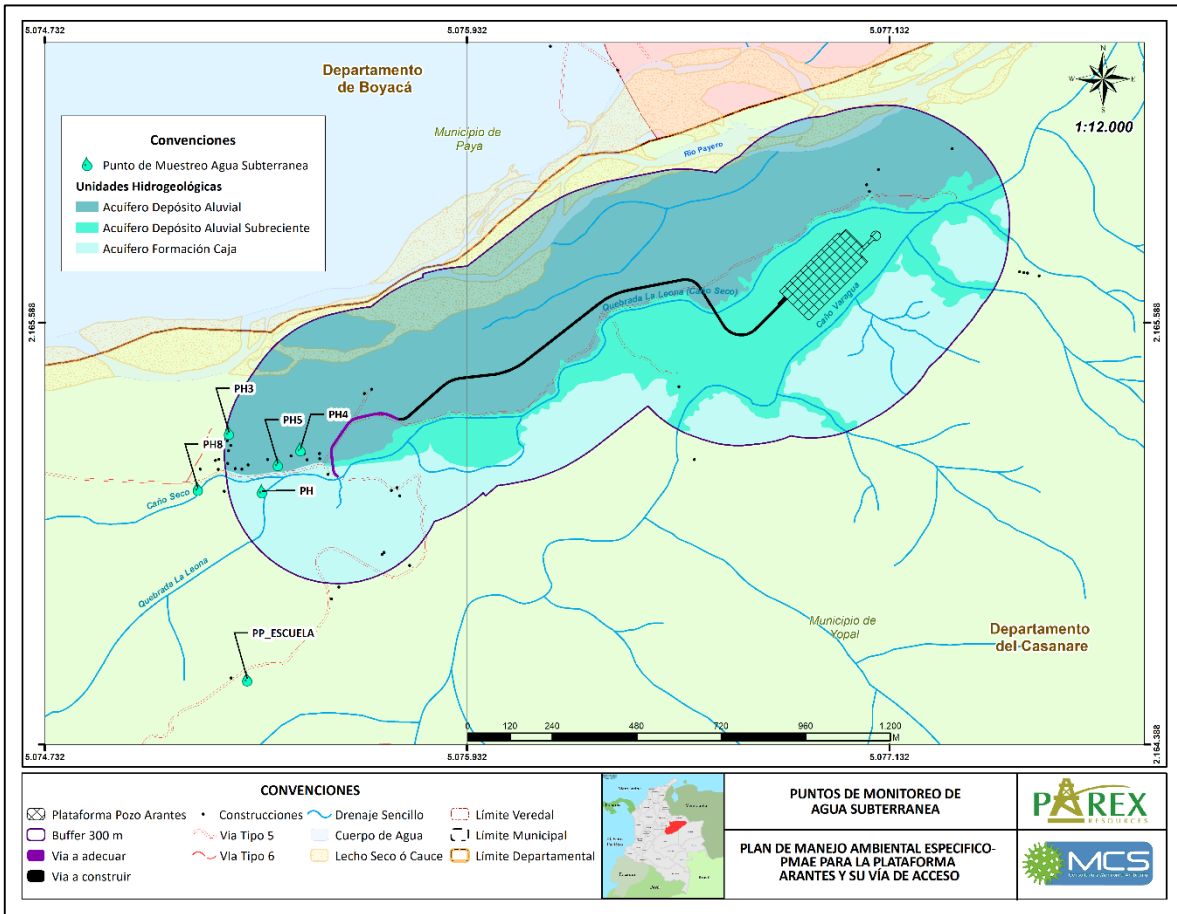 5.074.732
5.075.932
5.077.132
Departamento
de Boyacá
Municipio de
Paya
N
W
E
S
1:12.000
Convenciones
Punto de Muestreo Agua Subterranea
Unidades Hidrogeológicas
Acuífero Depósito Aluvial
Acuífero Depósito Aluvial Subreciente
Acuífero Formación Caja
Río Payero
2.165.588
2.165.588
Quebrada La Leona (Caño Seco)
Caño Varagua
PH3
PH4
PH5
PH8
PH
Caño Seco
Quebrada La Leona
PP_ESCUELA
Municipio de
Yopal
Departamento
del Casanare
0 120 240 480 720 960 1.200
M
2.164.388
5.074.732
5.075.932
5.077.132
CONVENCIONES
Plataforma Pozo Arantes
Construcciones
Drenaje Sencillo
Límite Veredal
Buffer 300 m
Vía Tipo 5
Cuerpo de Agua
Límite Municipal
Via a adecuar
VIa Tipo 6
Lecho Seco ó Cauce
Límite Departamental
Via a construir
PUNTOS DE MONITOREO DE
AGUA SUBTERRANEA
PLAN DE MANEJO AMBIENTAL ESPECIFICO-
PMAE PARA LA PLATAFORMA
ARANTES Y SU VÍA DE ACCESO
PAREX
RESOURCES
MCS